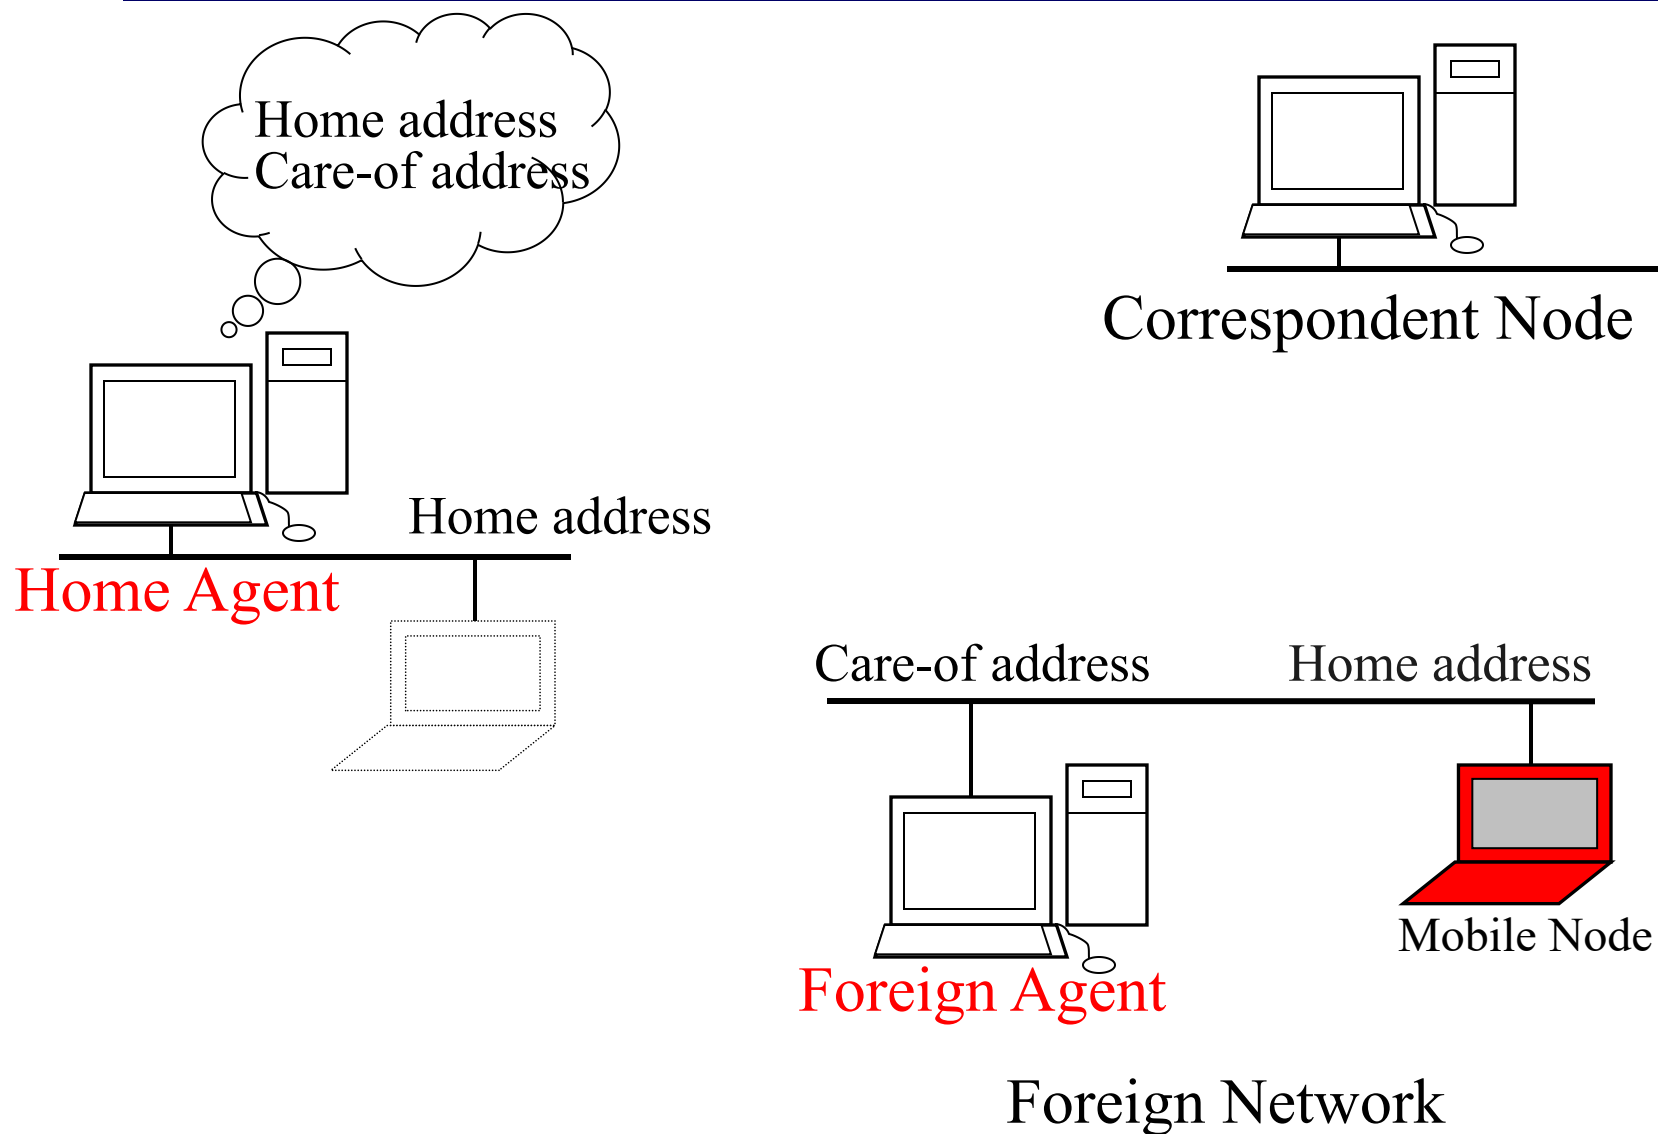 Home address
Care-of address
Correspondent Node
Home address
Home Agent
Care-of address
Home address
Mobile Node
Foreign Agent
Foreign Network